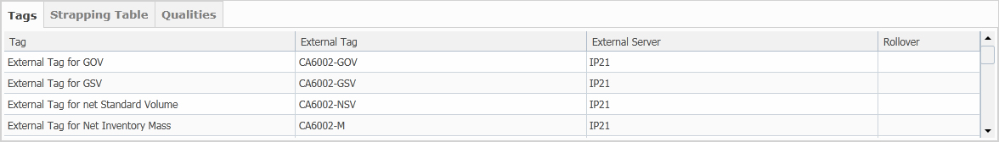 Tags Strapping Table Qualities
Tag External Tag External Server Rollover
External Tag for GOV CA6002-GOV IP21
External Tag for GSV CA6002-GSV IP21
External Tag for net Standard Volume CA6002-NSV IP21
External Tag for Net Inventory Mass CA6002-M IP21